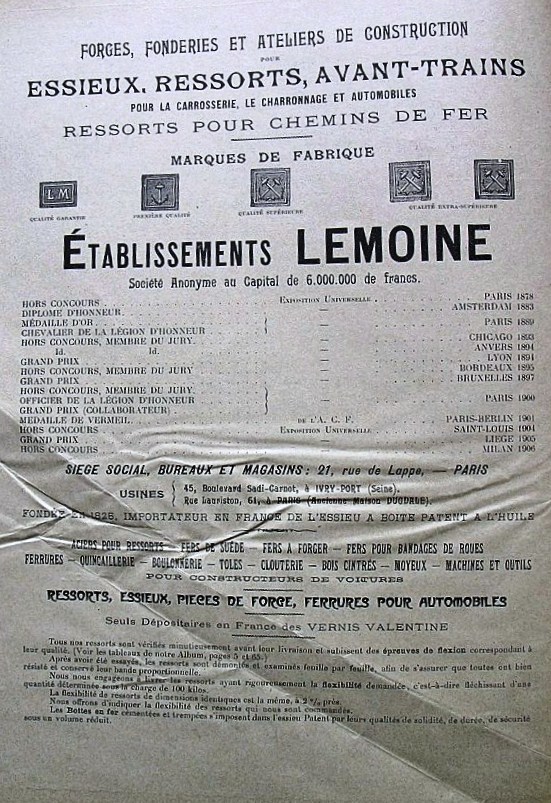 FORGES, FONDERIES ET ATELIERS DE CONSTRUCTION
POUR
ESSIEUX, RESSORTS, AVANT-TRAINS
POUR LA CARROSSERIE, LE CHARRONNAGE ET AUTOMOBILES
RESSORTS POUR CHEMINS DE FER
MARQUES DE FABRIQUE
LM
QUALITÉ GARANTIE PREMIÈRE QUALITÉ QUALITÉ SUPÉRIEURE QUALITÉ EXTRA-SUPÉRIEURE
ÉTABLISSEMENTS LEMOINE
Société Anonyme au Capital de 6.000.000 de francs.
HORS CONCOURS EXPOSITION UNIVERSELLE. PARIS 1878
DIPLOME D'HONNEUR. — AMSTERDAM 1883
MÉDAILLE D'OR. — PARIS 1889
CHEVALIER DE LA LÉGION D'HONNEUR
HORS CONCOURS, MEMBRE DU JURY. — CHICAGO 1893
Id. Id. — ANVERS 1894
GRAND PRIX — LYON 1894
HORS CONCOURS, MEMBRE DU JURY — BORDEAUX 1895
GRAND PRIX — BRUXELLES 1897
HORS CONCOURS, MEMBRE DU JURY.
OFFICIER DE LA LÉGION D'HONNEUR — PARIS 1900
GRAND PRIX (COLLABORATEUR)
MEDAILLE DE VERMEIL. DE L'A. C. F. PARIS-BERLIN 1901
HORS CONCOURS EXPOSITION UNIVERSELLE SAINT-LOUIS 1904
GRAND PRIX — LIEGE 1905
HORS CONCOURS — MILAN 1906
SIEGE SOCIAL, BUREAUX ET MAGASINS : 21, rue de Lappe, — PARIS
USINES 45, Boulevard Sadi-Carnot, à IVRY-PORT (Seine).
Rue Lauriston, 61, à PARIS (Ancienne Maison DUGDALE).
FONDÉ EN 1825, IMPORTATEUR EN FRANCE DE L'ESSIEU A BOITE PATENT A L'HUILE
ACIERS POUR RESSORTS — FERS DE SUÈDE — FERS A FORGER — FERS POUR BANDAGES DE ROUES
FERRURES — QUINCAILLERIE — BOULONNERIE — TOLES — CLOUTERIE — BOIS CINTRÉS — MOYEUX — MACHINES ET OUTILS
POUR CONSTRUCTEURS DE VOITURES
RESSORTS, ESSIEUX, PIECES DE FORGE, FERRURES POUR AUTOMOBILES
Seuls Dépositaires en France des VERNIS VALENTINE
Tous nos ressorts sont vérifiés minutieusement avant leur livraison et subissent des épreuves de flexion correspondant à
leur qualité. (Voir les tableaux de notre Album, pages 5 et 65.)
Après avoir été essayés, les ressorts sont démontés et examinés feuille par feuille, afin de s'assurer que toutes ont bien
résisté et conservé leur bande proportionnelle.
Nous nous engageons à livrer les ressorts ayant rigoureusement la flexibilité demandée, c'est-à-dire fléchissant d'une
quantité déterminée sous la charge de 100 kilos.
La flexibilité de ressorts de dimensions identiques est la même, à 2 % près.
Nous offrons d'indiquer la flexibilité des ressorts qui nous sont commandés.
Les Boîtes en fer cémentées et trempées s'imposent dans l'essieu Patent par leurs qualités de solidité, de durée, de sécurité
sous un volume réduit.